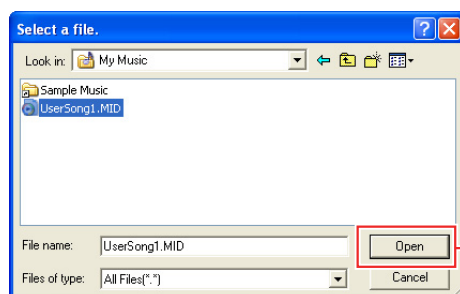 Select a file.
Look in: My Music
Sample Music
UserSong1.MID
File name: UserSong1.MID Open
Files of type: All Files(*.*) Cancel